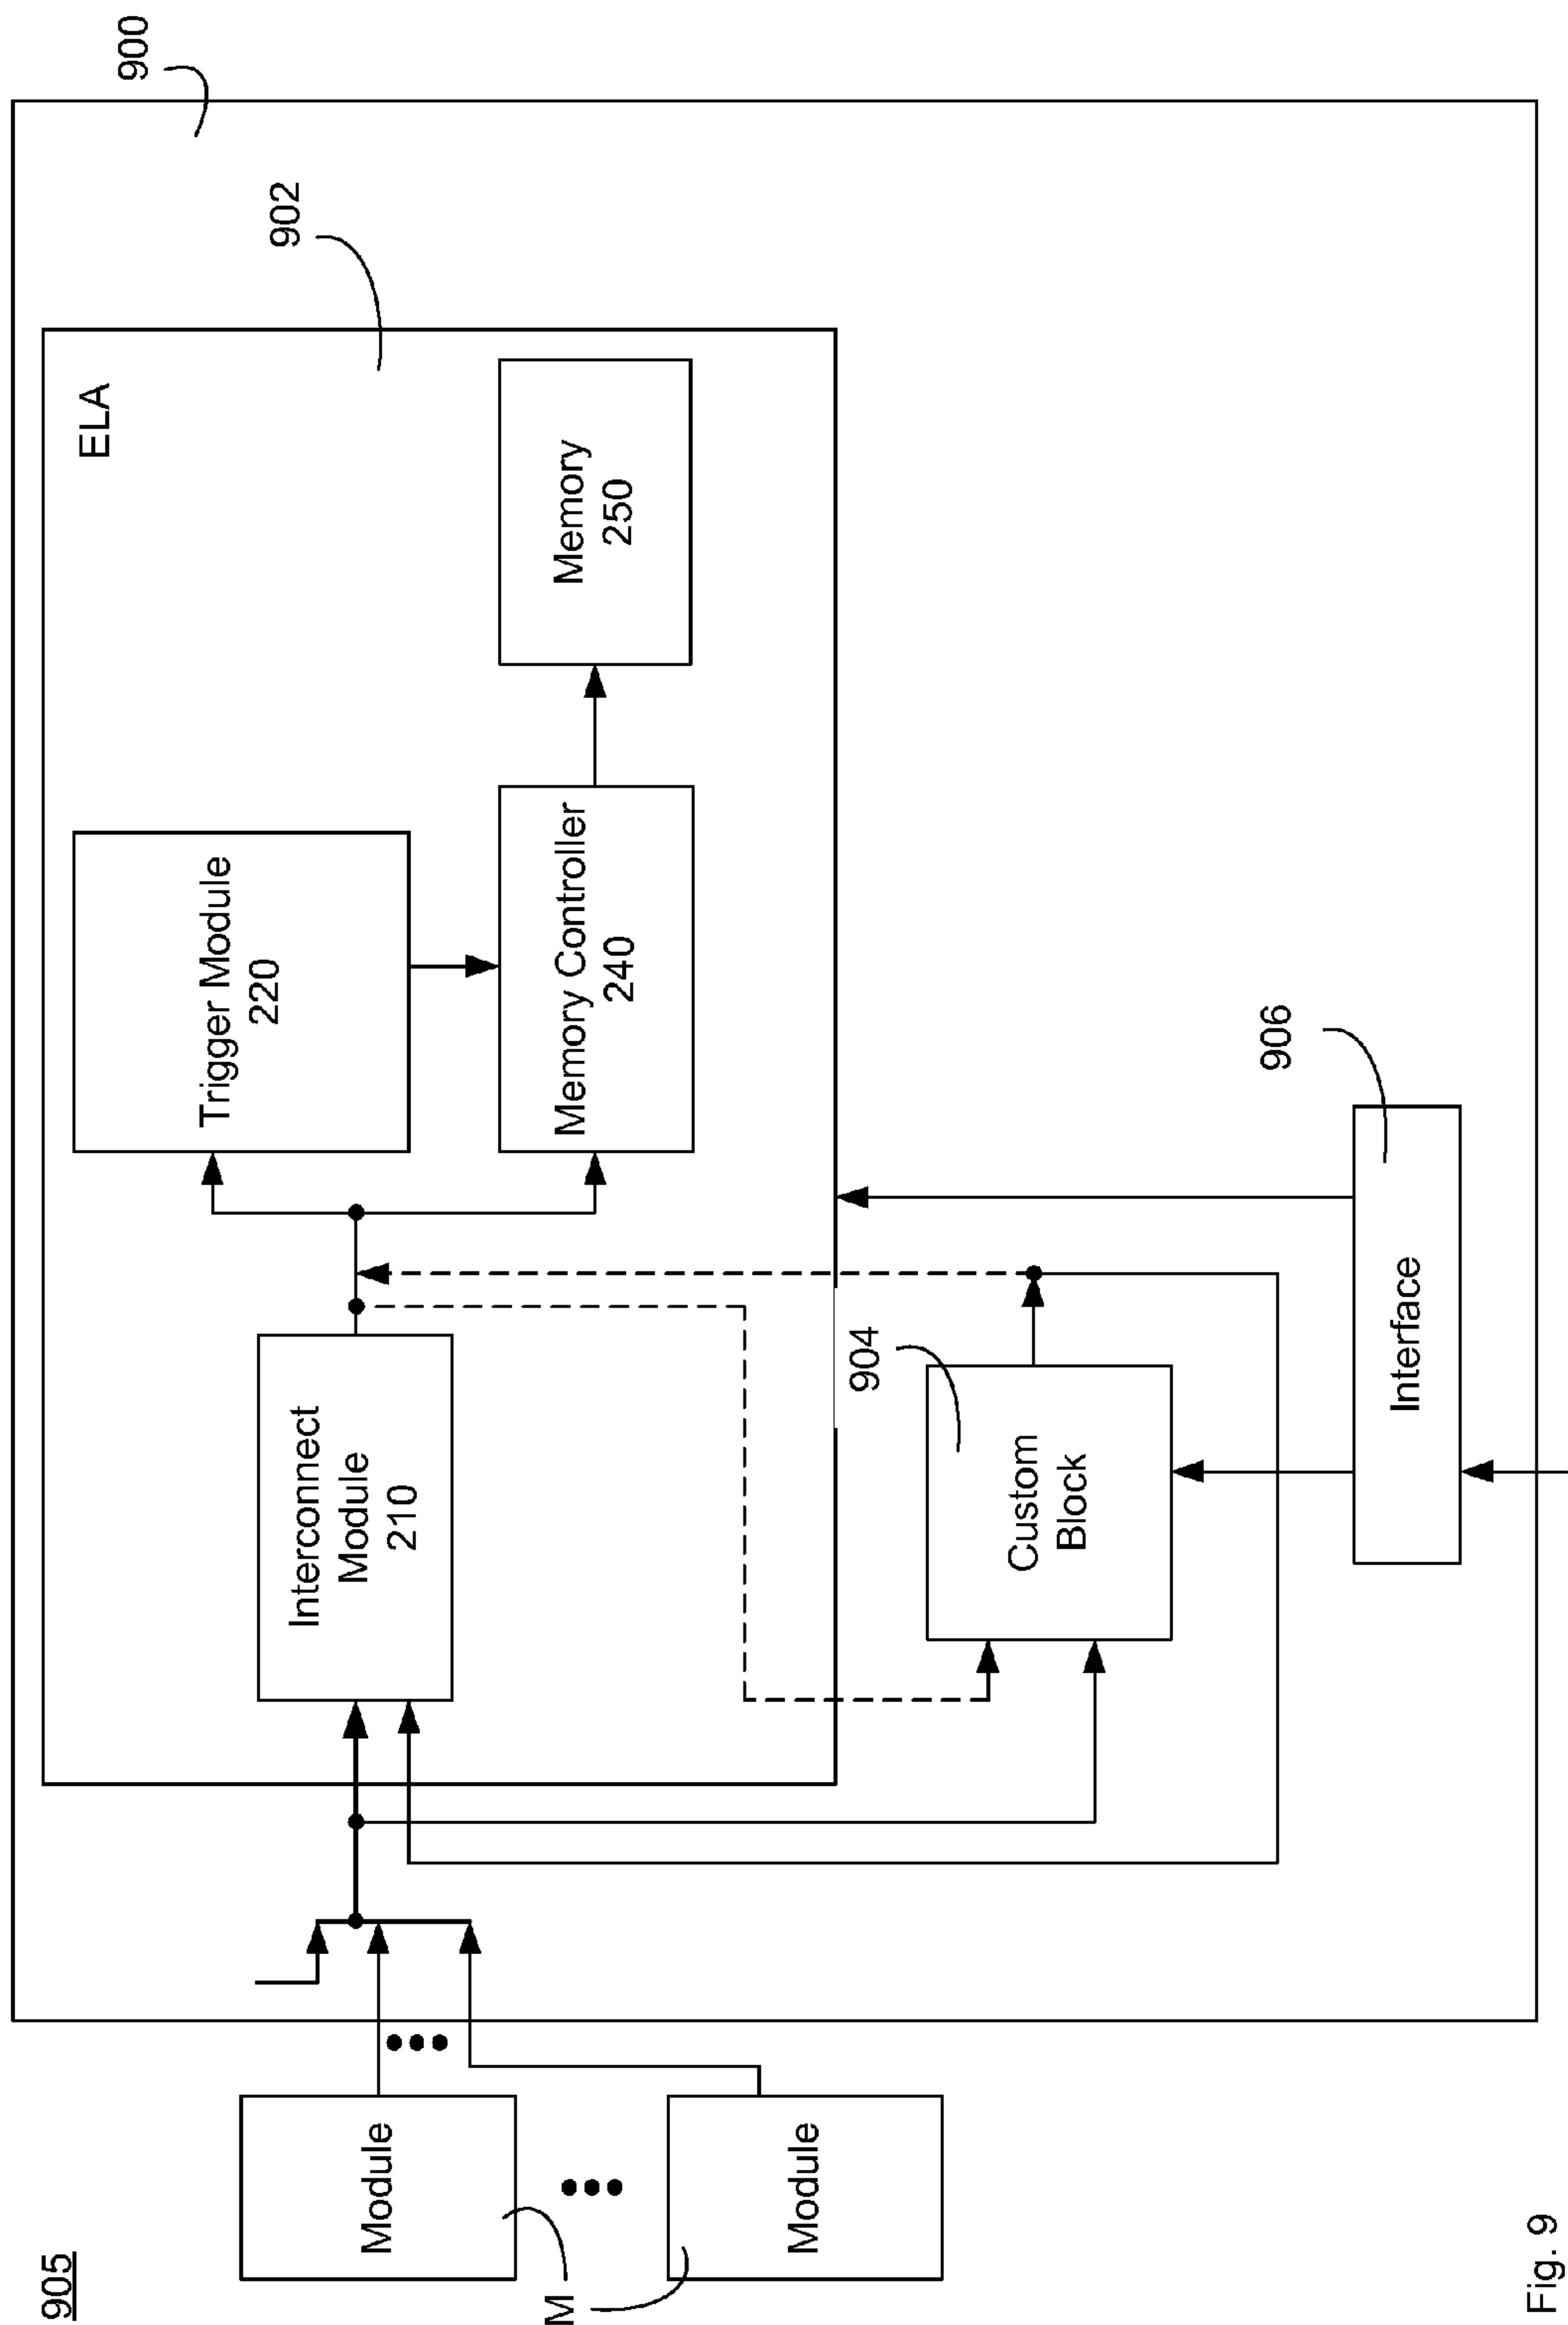 905
900
902
ELA
Trigger Module
220
Interconnect
Module
210
Memory Controller
240
Memory
250
Module
M
Module
904
Custom
Block
906
Interface
Fig. 9